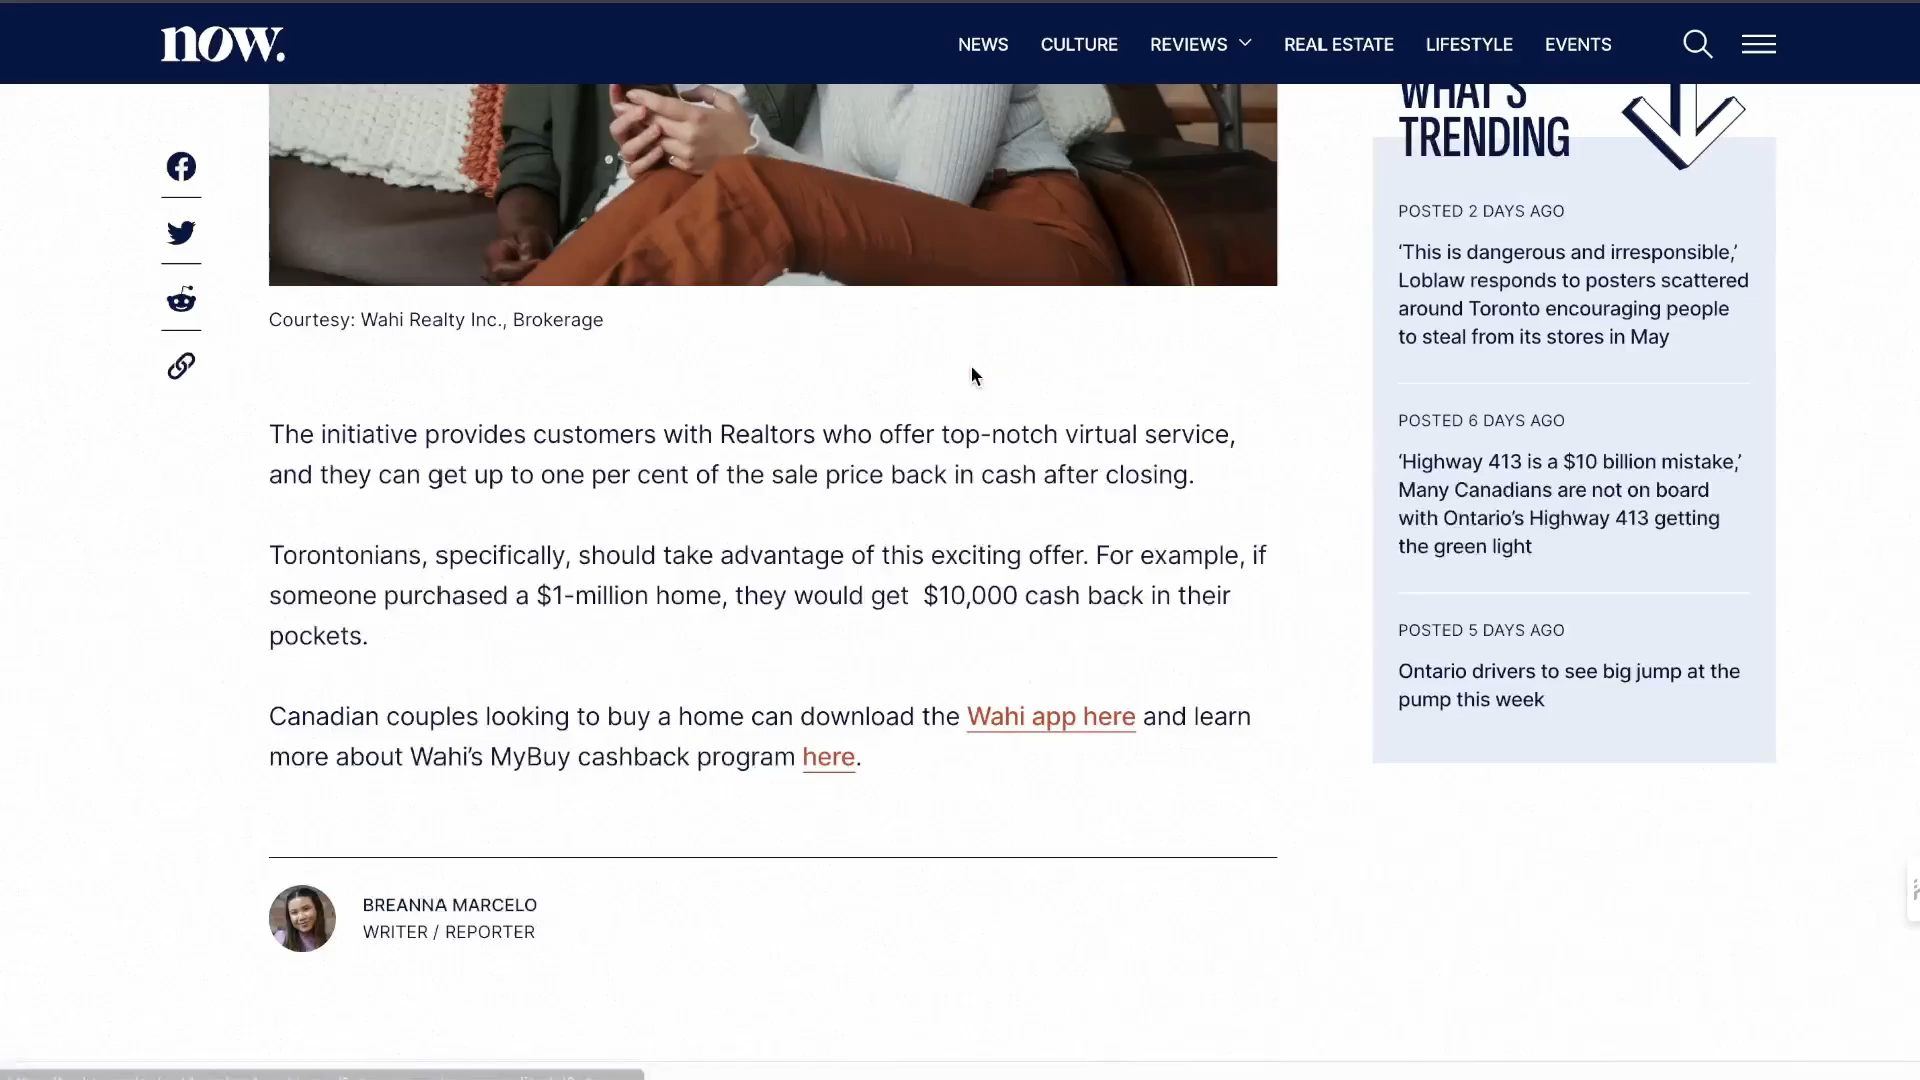 now.
NEWS CULTURE REVIEWS REAL ESTATE LIFESTYLE EVENTS
Courtesy: Wahi Realty Inc., Brokerage
The initiative provides customers with Realtors who offer top-notch virtual service,
and they can get up to one per cent of the sale price back in cash after closing.
Torontonians, specifically, should take advantage of this exciting offer. For example, if
someone purchased a $1-million home, they would get $10,000 cash back in their
pockets.
Canadian couples looking to buy a home can download the Wahi app here and learn
more about Wahi’s MyBuy cashback program here.
BREANNA MARCELO
WRITER / REPORTER
WHAT'S
TRENDING
POSTED 2 DAYS AGO
‘This is dangerous and irresponsible,’
Loblaw responds to posters scattered
around Toronto encouraging people
to steal from its stores in May
POSTED 6 DAYS AGO
‘Highway 413 is a $10 billion mistake,’
Many Canadians are not on board
with Ontario’s Highway 413 getting
the green light
POSTED 5 DAYS AGO
Ontario drivers to see big jump at the
pump this week